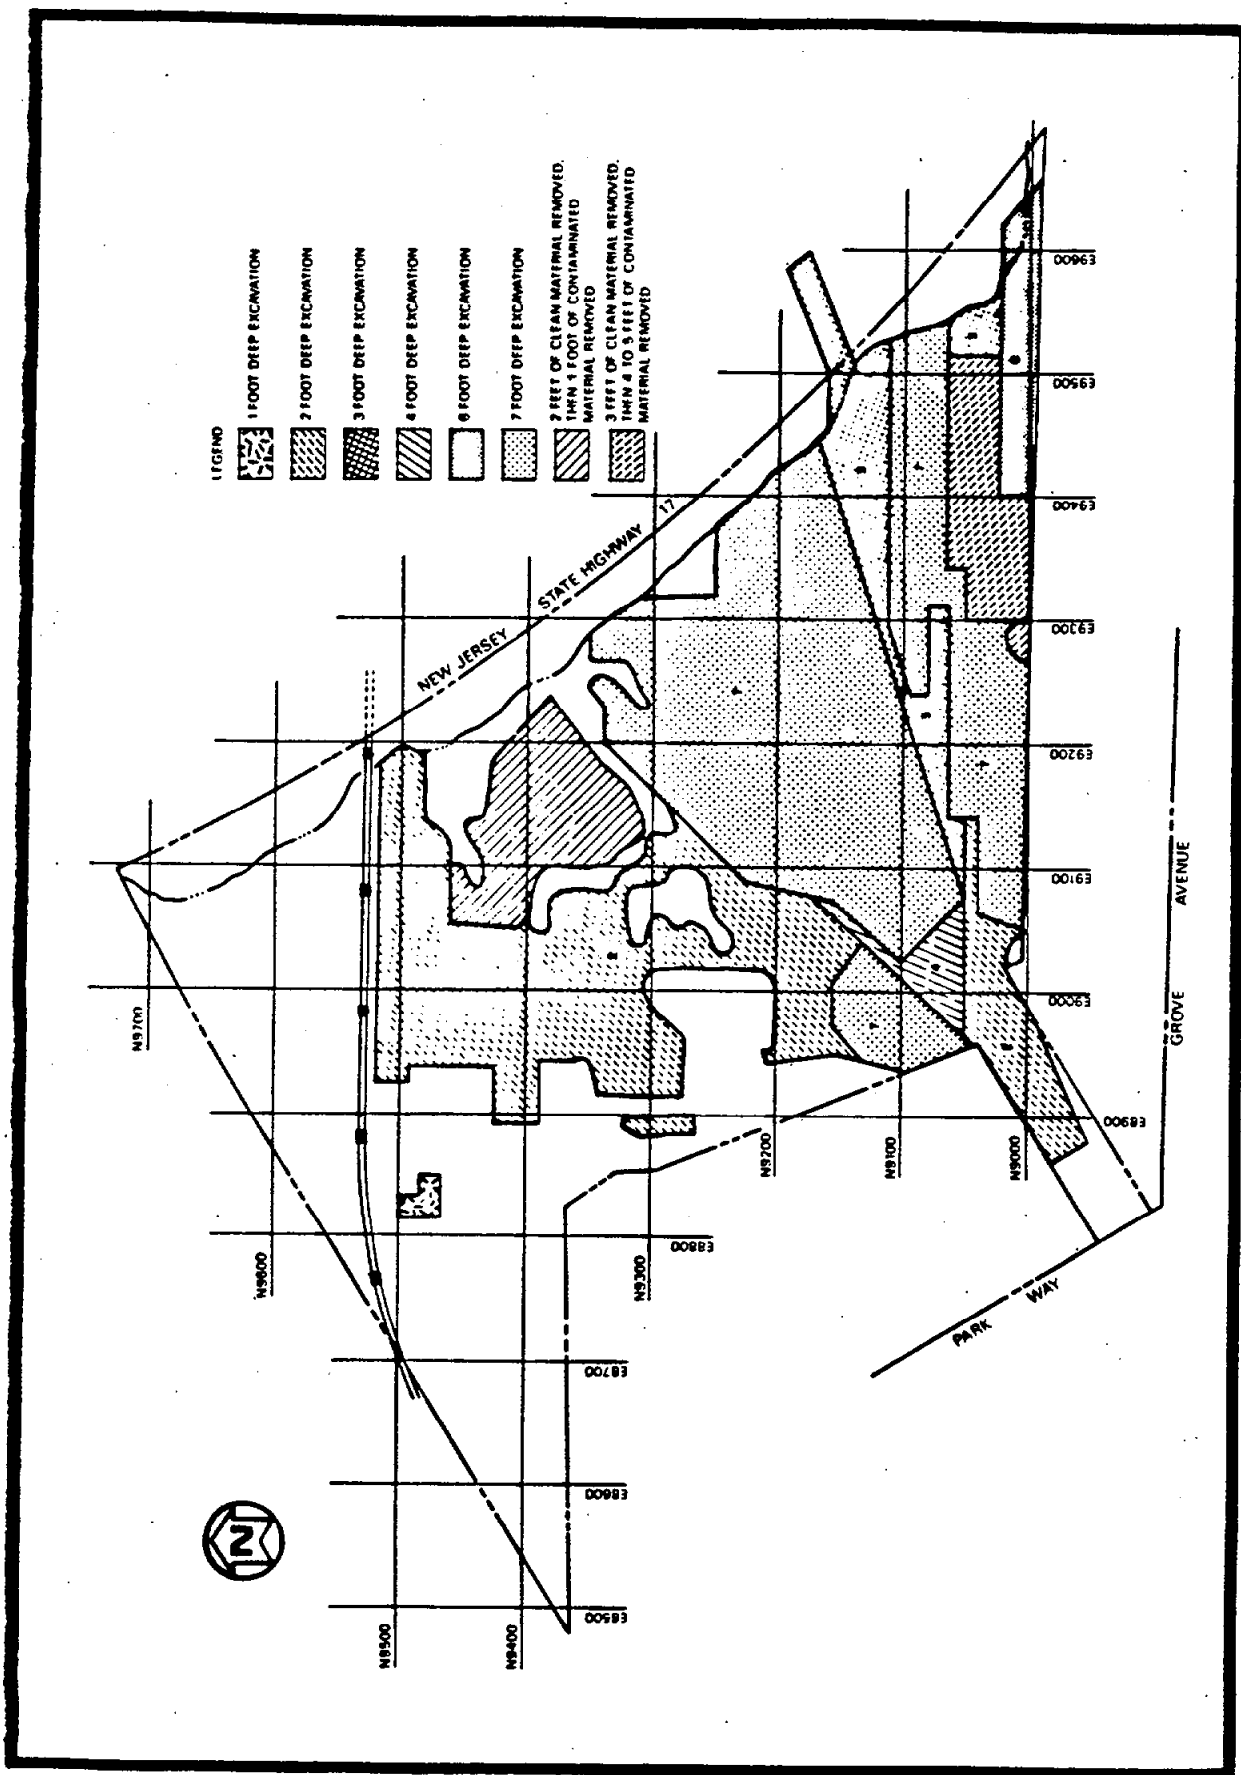 LEGEND
1 FOOT DEEP EXCAVATION
2 FOOT DEEP EXCAVATION
3 FOOT DEEP EXCAVATION
4 FOOT DEEP EXCAVATION
6 FOOT DEEP EXCAVATION
7 FOOT DEEP EXCAVATION
2 FEET OF CLEAN MATERIAL REMOVED,
THEN 1 FOOT OF CONTAMINATED
MATERIAL REMOVED
3 FEET OF CLEAN MATERIAL REMOVED,
THEN 4 TO 5 FEET OF CONTAMINATED
MATERIAL REMOVED
NEW JERSEY STATE HIGHWAY 17
N9700
N9600
N9500
N9400
N9300
N9200
N9100
N9000
E8500
E8600
E8700
E8800
E8900
E9000
E9100
E9200
E9300
E9400
E9500
E9600
GROVE AVENUE
PARK WAY
N